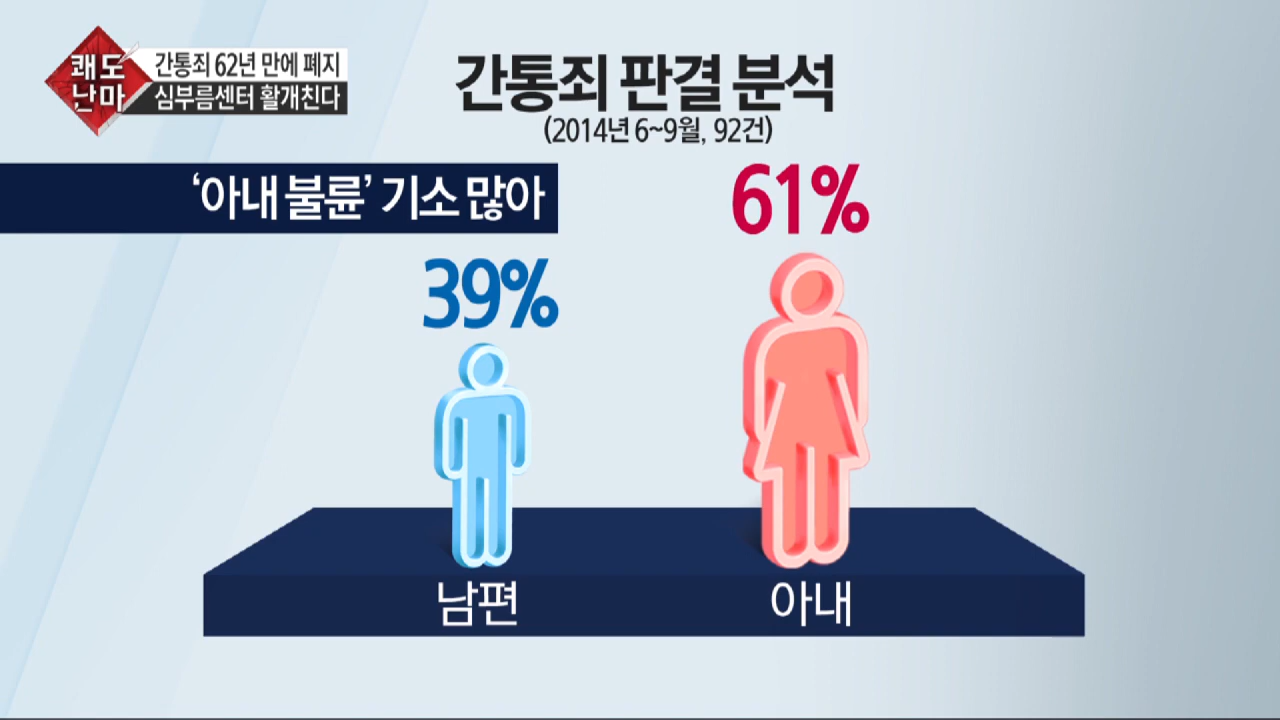 쾌도
난마
간통죄 62년 만에 폐지
심부름센터 활개친다
간통죄 판결 분석
(2014년 6~9월, 92건)
‘아내 불륜’ 기소 많아
61%
39%
남편
아내